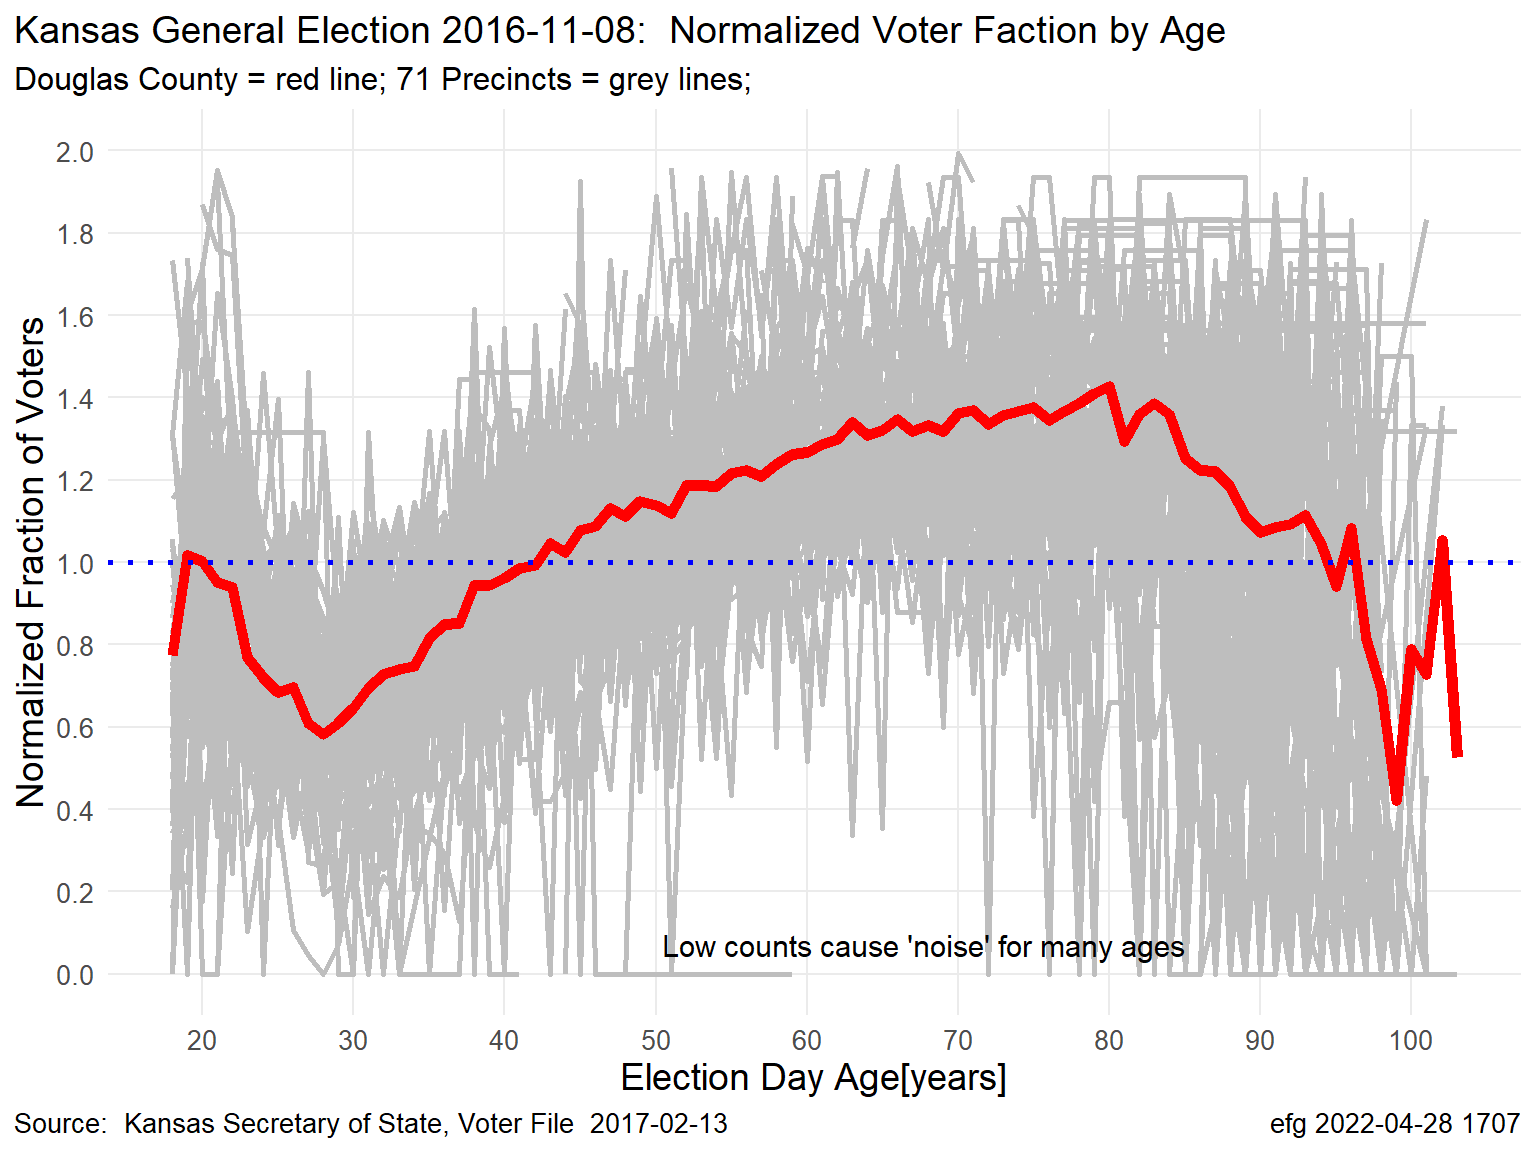 Kansas General Election 2016-11-08:  Normalized Voter Faction by Age
Douglas County = red line; 71 Precincts = grey lines;
Normalized Fraction of Voters
2.0
1.8
1.6
1.4
1.2
1.0
0.8
0.6
0.4
0.2
0.0
Low counts cause 'noise' for many ages
20 30 40 50 60 70 80 90 100
Election Day Age[years]
Source:  Kansas Secretary of State, Voter File  2017-02-13
efg 2022-04-28 1707